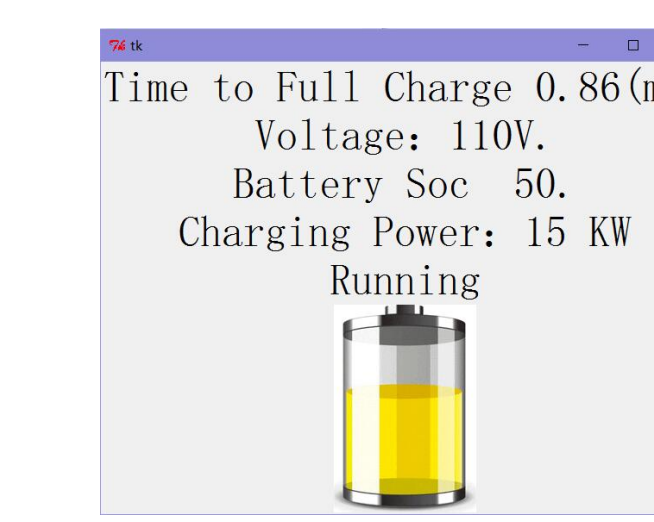 tk
Time to Full Charge 0.86(m
Voltage: 110V.
Battery Soc 50.
Charging Power: 15 KW
Running